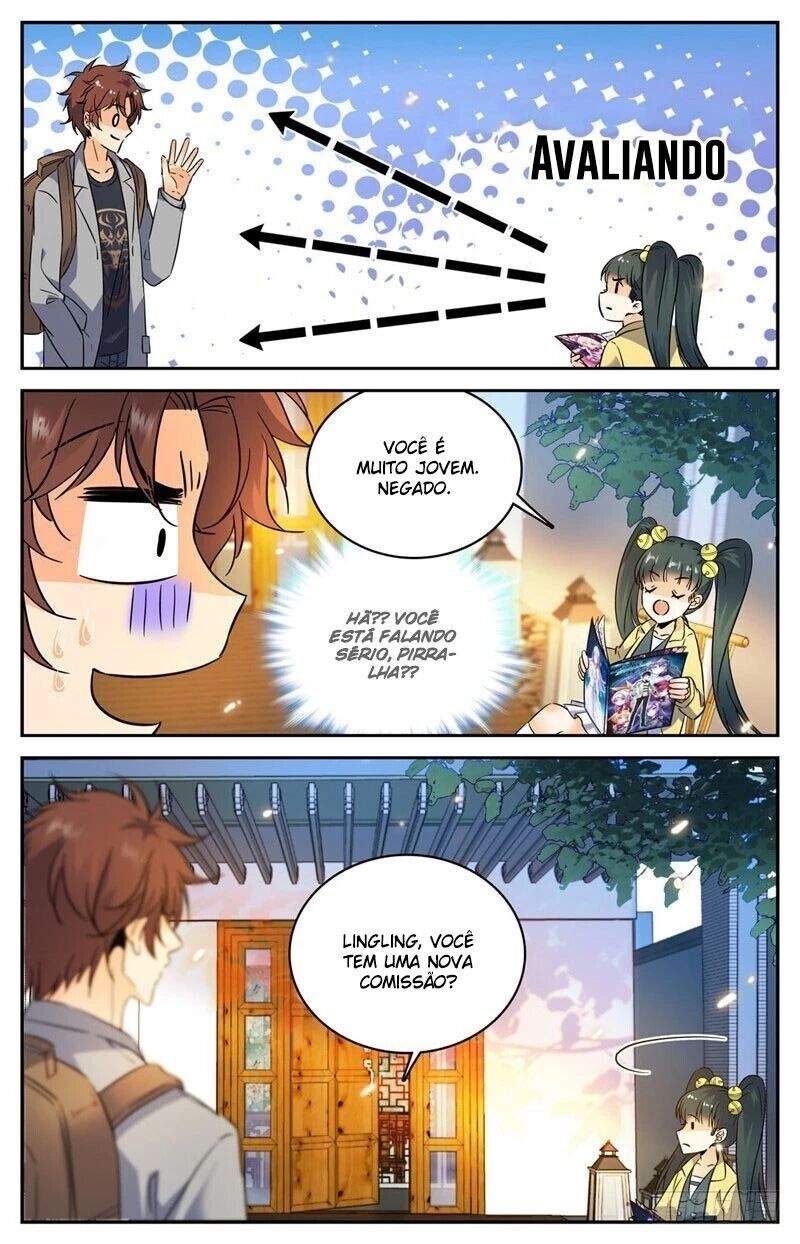 AVALIANDO
VOCÊ É
MUITO JOVEM.
NEGADO.
HÃ?? VOCÊ
ESTÁ FALANDO
SÉRIO, PIRRA-
LHA??
LINGLING, VOCÊ
TEM UMA NOVA
COMISSÃO?